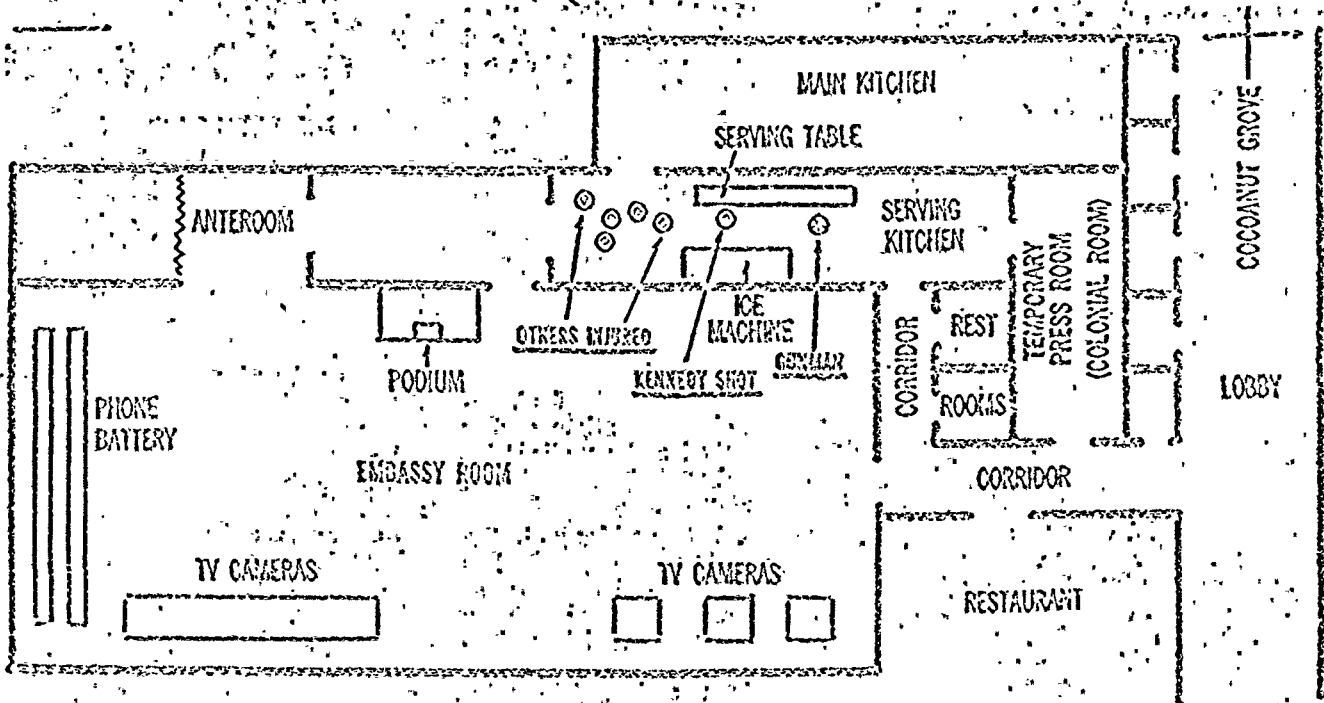 MAIN KITCHEN
SERVING TABLE
ANTEROOM
SERVING
KITCHEN
TEMPORARY
PRESS ROOM
(COLONIAL ROOM)
COCOANUT GROVE
OTHERS INJURED
ICE
MACHINE
KENNEDY SHOT
GUNMAN
CORRIDOR
REST
ROOMS
PODIUM
LOBBY
PHONE
BATTERY
EMBASSY ROOM
CORRIDOR
TV CAMERAS
TV CAMERAS
RESTAURANT